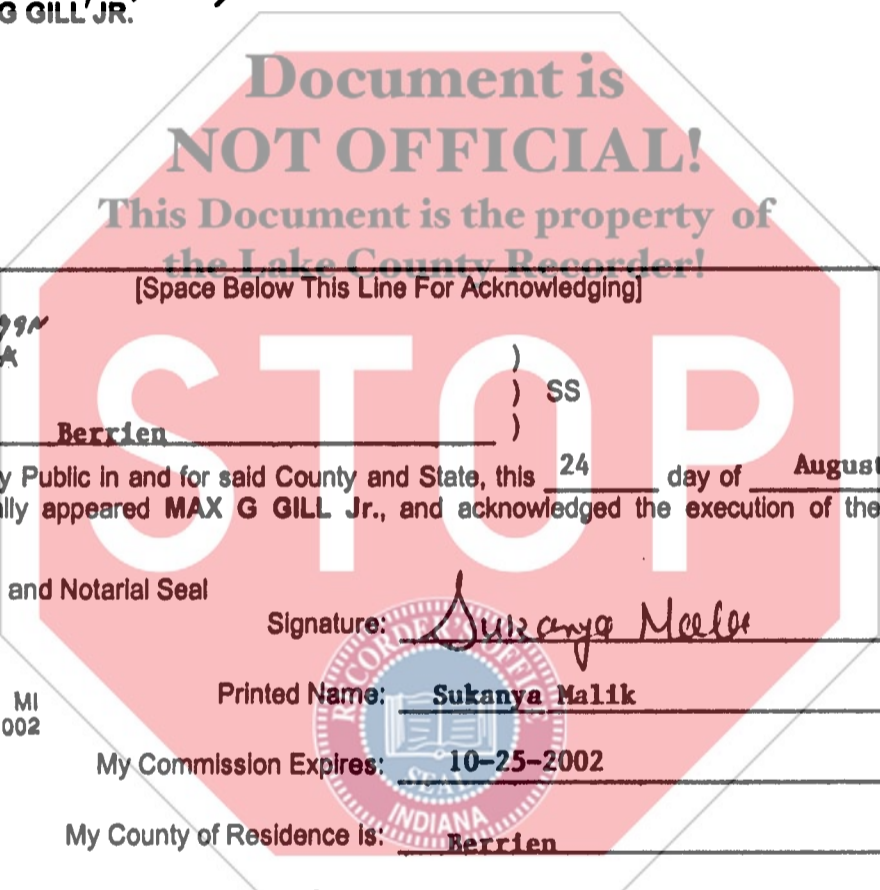 G GILL JR.
Document is
NOT OFFICIAL!
This Document is the property of
the Lake County Recorder!
[Space Below This Line For Acknowledging]
)
) SS
Berrien )
y Public in and for said County and State, this 24 day of August
lly appeared MAX G GILL Jr., and acknowledged the execution of the
STOP
and Notarial Seal
Signature: Sukanya Malik
MI Printed Name: Sukanya Malik
002
My Commission Expires: 10-25-2002
My County of Residence is: Berrien
RECORDER'S OFFICE
SEAL
INDIANA